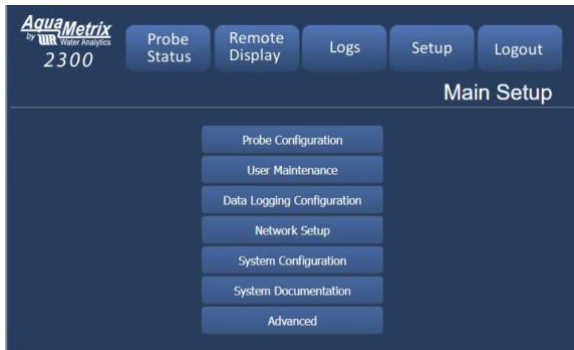 AquaMetrix
by Water Analytics
2300
Probe
Status
Remote
Display
Logs
Setup
Logout
Main Setup
Probe Configuration
User Maintenance
Data Logging Configuration
Network Setup
System Configuration
System Documentation
Advanced